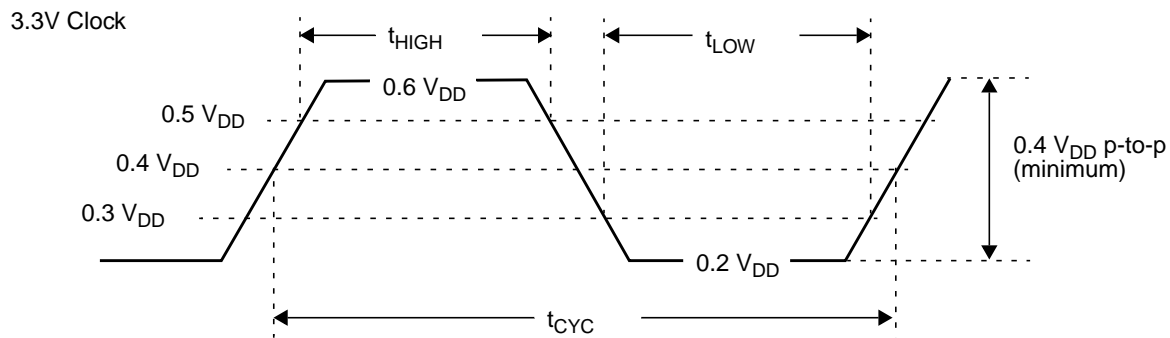 3.3V Clock
tHIGH
tLOW
0.6 VDD
0.5 VDD
0.4 VDD
0.3 VDD
0.2 VDD
0.4 VDD p-to-p
(minimum)
tCYC